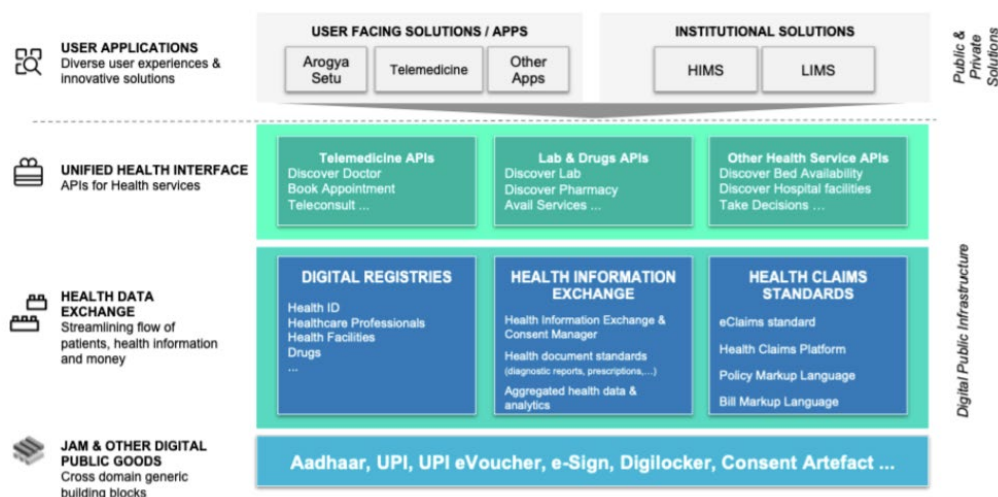 USER APPLICATIONS
Diverse user experiences &
innovative solutions
USER FACING SOLUTIONS / APPS
Arogya
Setu
Telemedicine
Other
Apps
INSTITUTIONAL SOLUTIONS
HIMS
LIMS
Public &
Private
Solutions
UNIFIED HEALTH INTERFACE
APIs for Health services
Telemedicine APIs
Discover Doctor
Book Appointment
Teleconsult ...
Lab & Drugs APIs
Discover Lab
Discover Pharmacy
Avail Services ...
Other Health Service APIs
Discover Bed Availability
Discover Hospital facilities
Take Decisions …
HEALTH DATA
EXCHANGE
Streamlining flow of
patients, health information
and money
DIGITAL REGISTRIES
Health ID
Healthcare Professionals
Health Facilities
Drugs
...
HEALTH INFORMATION
EXCHANGE
Health Information Exchange &
Consent Manager
Health document standards
(diagnostic reports, prescriptions,…)
Aggregated health data &
analytics
HEALTH CLAIMS
STANDARDS
eClaims standard
Health Claims Platform
Policy Markup Language
Bill Markup Language
Digital Public Infrastructure
JAM & OTHER DIGITAL
PUBLIC GOODS
Cross domain generic
building blocks
Aadhaar, UPI, UPI eVoucher, e-Sign, Digilocker, Consent Artefact ...